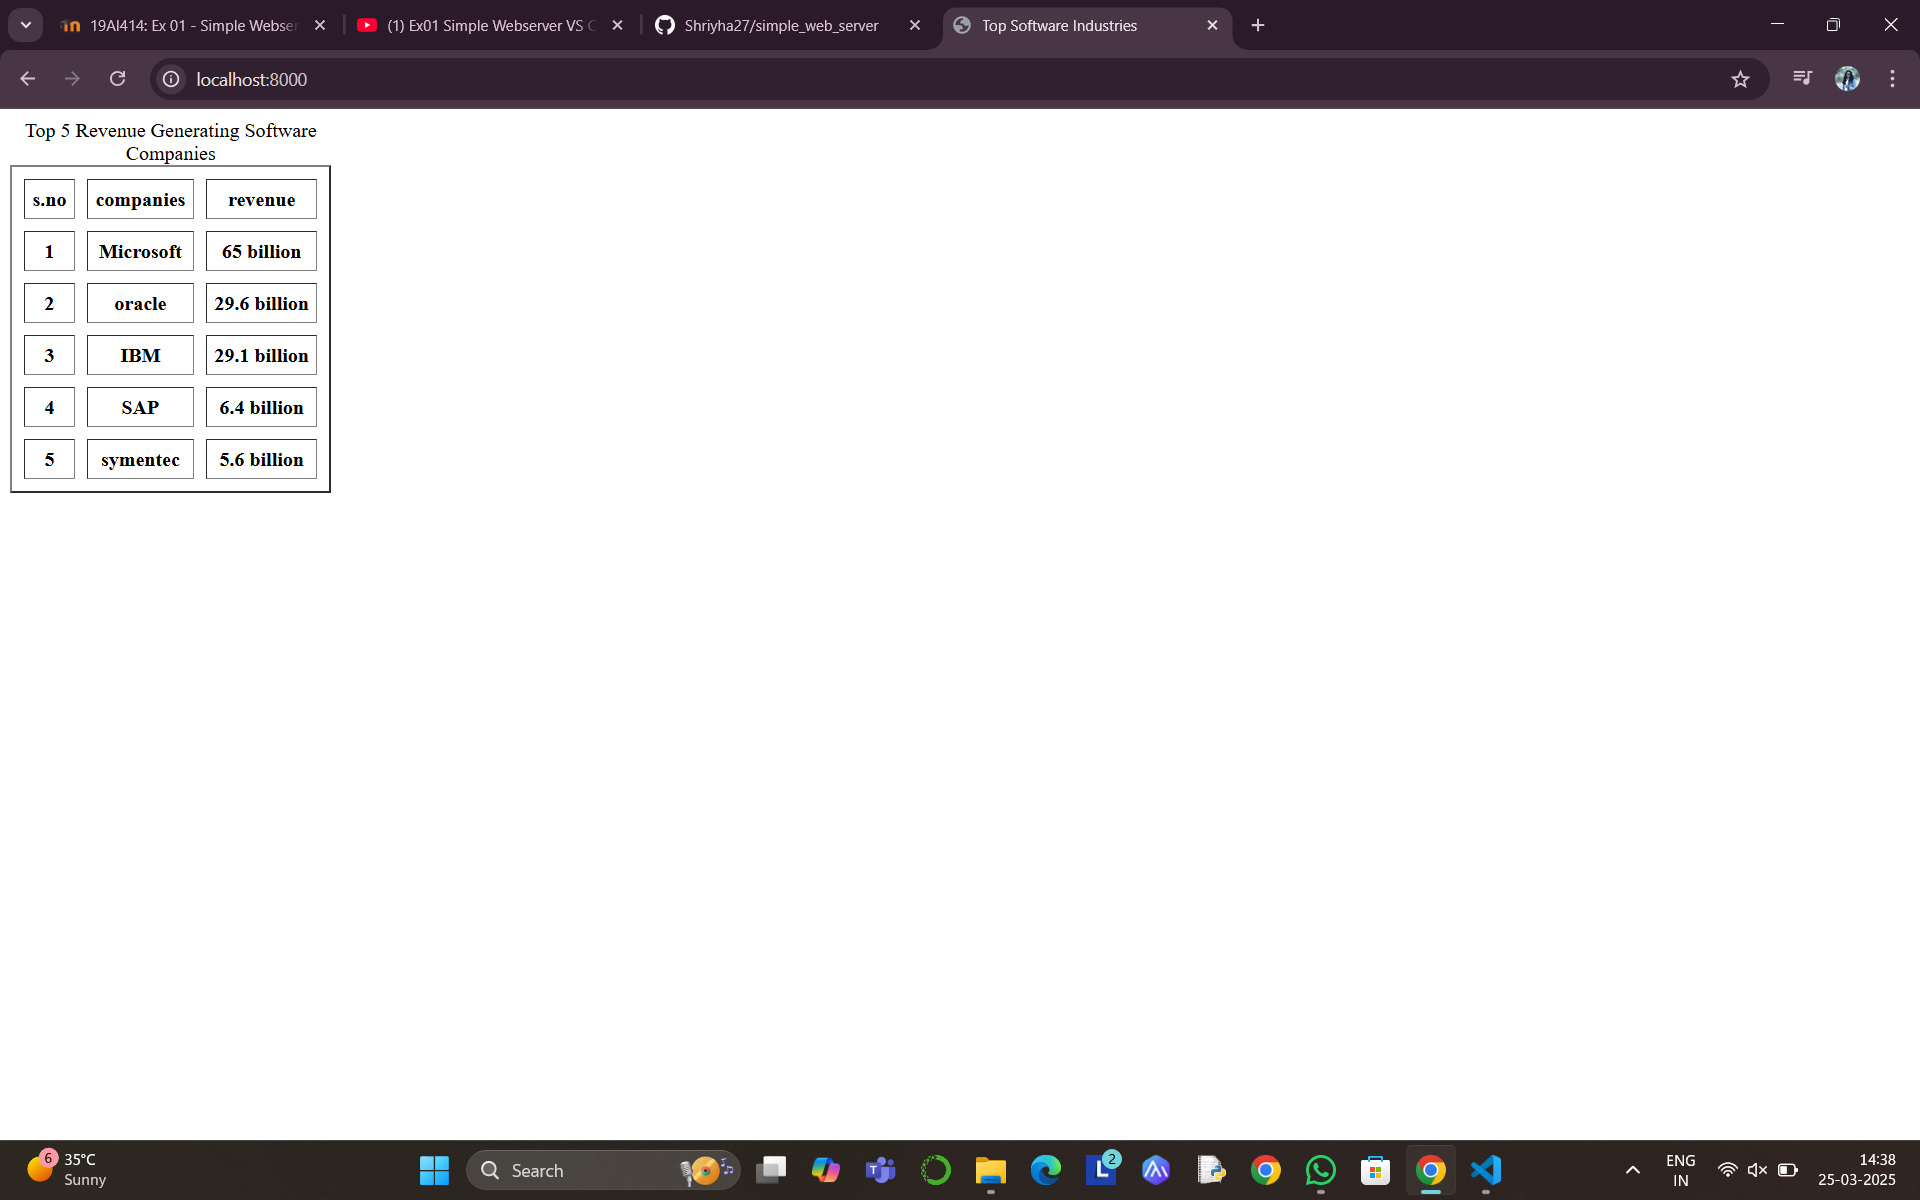 19AI414: Ex 01 - Simple Webser
(1) Ex01 Simple Webserver VS C
Shriyha27/simple_web_server
Top Software Industries
localhost:8000
Top 5 Revenue Generating Software
Companies
s.no companies revenue
1 Microsoft 65 billion
2 oracle 29.6 billion
3 IBM 29.1 billion
4 SAP 6.4 billion
5 symentec 5.6 billion
6
35°C
Sunny
Search
2
ENG
IN
14:38
25-03-2025